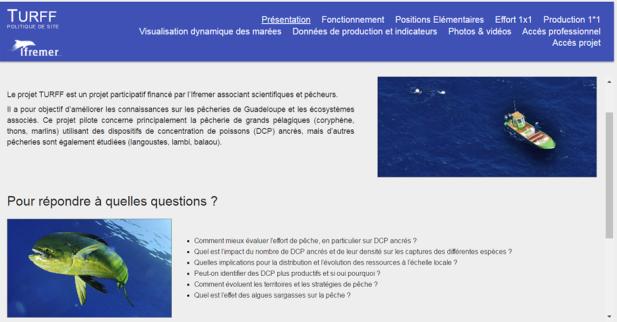 TURFF
POLITIQUE DE SITE
Ifremer
Présentation Fonctionnement Positions Elémentaires Effort 1x1 Production 1*1
Visualisation dynamique des marées Données de production et indicateurs Photos & vidéos Accès professionnel
Accès projet
Le projet TURFF est un projet participatif financé par l'Ifremer associant scientifiques et pêcheurs.
Il a pour objectif d'améliorer les connaissances sur les pêcheries de Guadeloupe et les écosystèmes
associés. Ce projet pilote concerne principalement la pêcherie de grands pélagiques (coryphène,
thons, marlins) utilisant des dispositifs de concentration de poissons (DCP) ancrés, mais d'autres
pêcheries sont également étudiées (langoustes, lambi, balaou).
Pour répondre à quelles questions ?
Comment mieux évaluer l'effort de pêche, en particulier sur DCP ancrés ?
Quel est l'impact du nombre de DCP ancrés et de leur densité sur les captures des différentes espèces ?
Quelles implications pour la distribution et l'évolution des ressources à l'échelle locale ?
Peut-on identifier des DCP plus productifs et si oui pourquoi ?
Comment évoluent les territoires et les stratégies de pêche ?
Quel est l'effet des algues sargasses sur la pêche ?